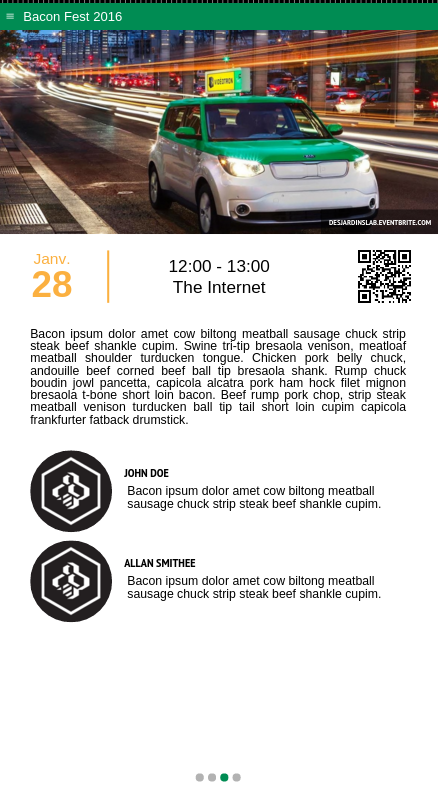 Bacon Fest 2016
VIDEOTRON
DESJARDINSLAB.EVENTBRITE.COM
Janv.
28
12:00 - 13:00
The Internet
Bacon ipsum dolor amet cow biltong meatball sausage chuck strip
steak beef shankle cupim. Swine tri-tip bresaola venison, meatloaf
meatball shoulder turducken tongue. Chicken pork belly chuck,
andouille beef corned beef ball tip bresaola shank. Rump chuck
boudin jowl pancetta, capicola alcatra pork ham hock filet mignon
bresaola t-bone short loin bacon. Beef rump pork chop, strip steak
meatball venison turducken ball tip tail short loin cupim capicola
frankfurter fatback drumstick.
JOHN DOE
Bacon ipsum dolor amet cow biltong meatball
sausage chuck strip steak beef shankle cupim.
ALLAN SMITHEE
Bacon ipsum dolor amet cow biltong meatball
sausage chuck strip steak beef shankle cupim.